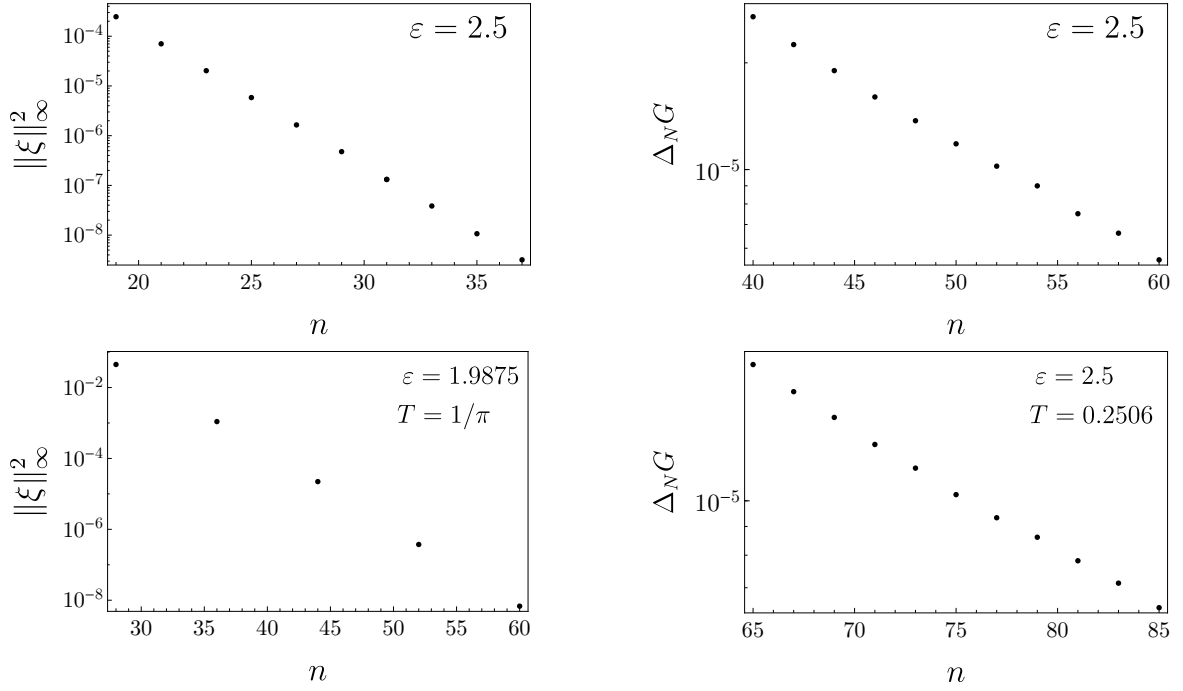 ε = 2.5
10⁻⁴
10⁻⁵
10⁻⁶
10⁻⁷
10⁻⁸
||ξ||²∞
20 25 30 35
n
ε = 2.5
Δ_N G
10⁻⁵
40 45 50 55 60
n
ε = 1.9875
T = 1/π
10⁻²
10⁻⁴
10⁻⁶
10⁻⁸
||ξ||²∞
30 35 40 45 50 55 60
n
ε = 2.5
T = 0.2506
Δ_N G
10⁻⁵
65 70 75 80 85
n